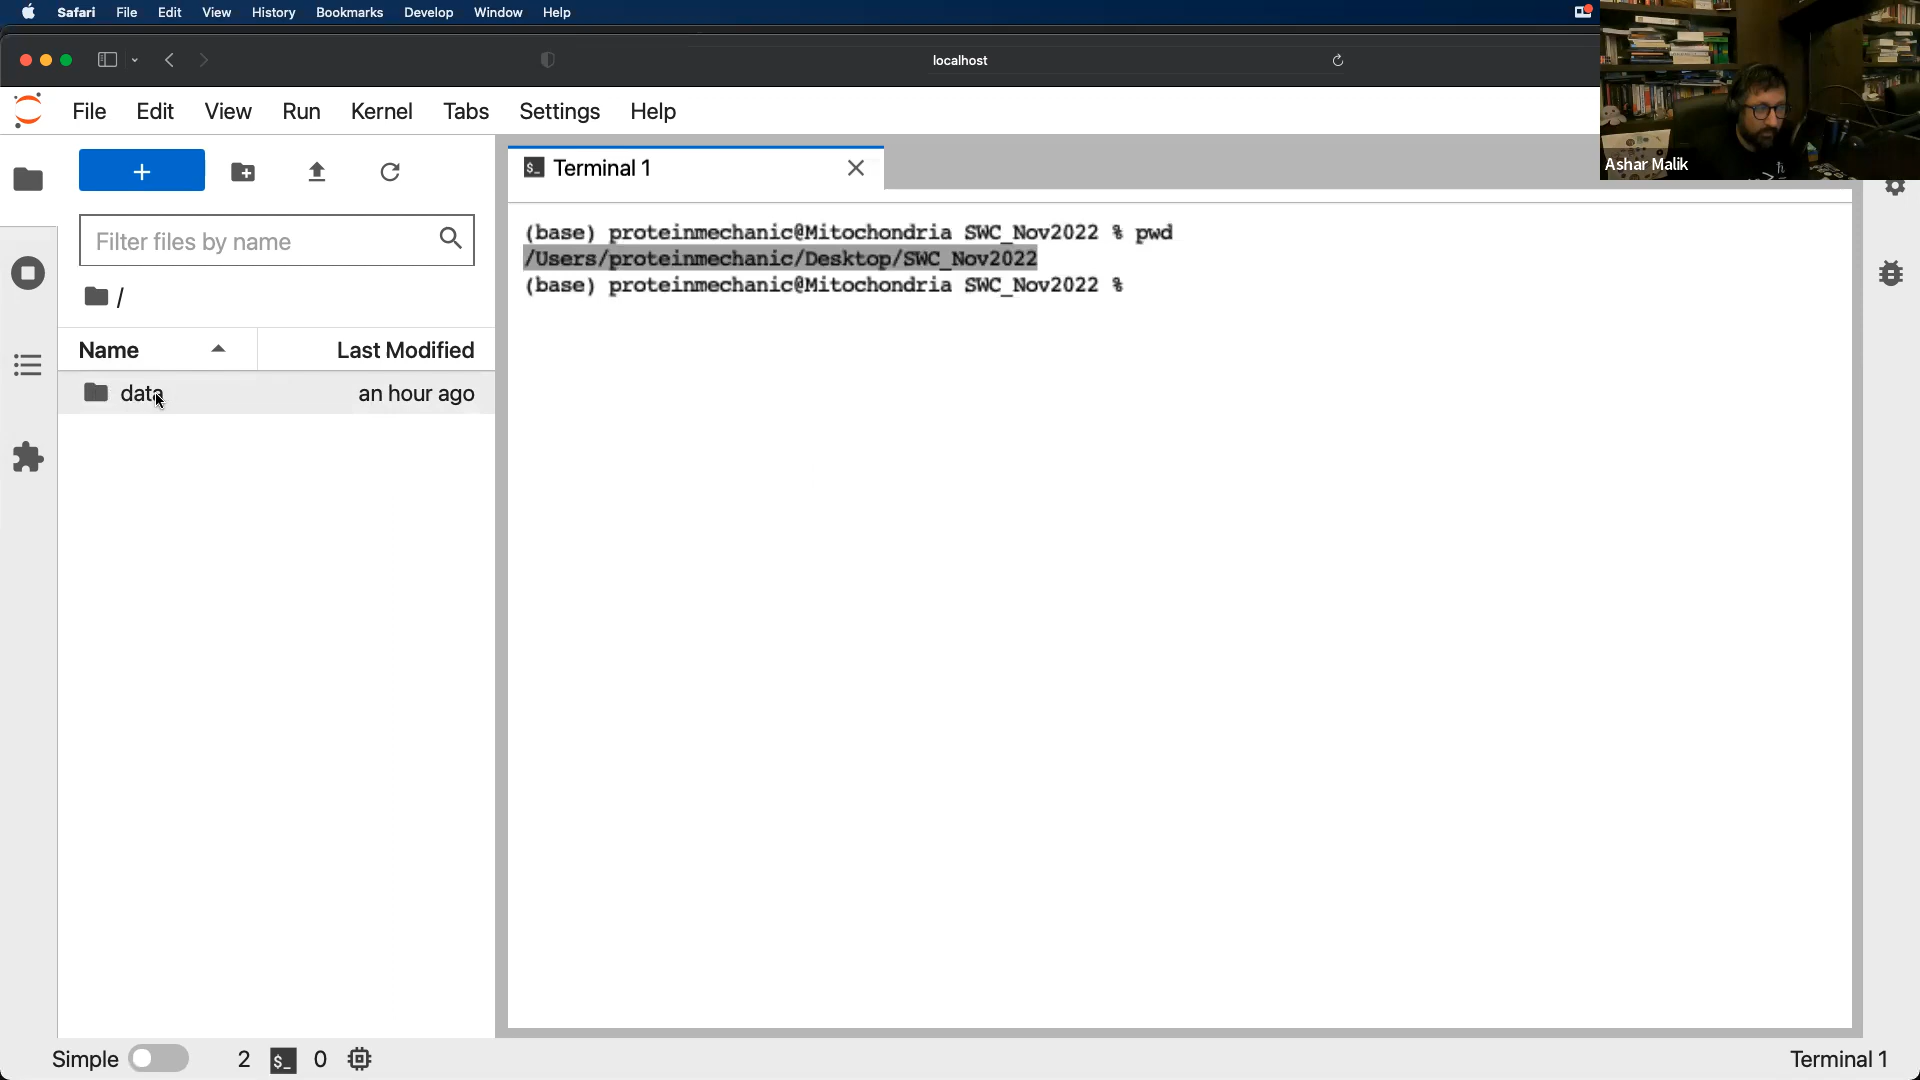 Safari File Edit View History Bookmarks Develop Window Help
localhost
File Edit View Run Kernel Tabs Settings Help
Ashar Malik
+
$_ Terminal 1
Filter files by name
(base) proteinmechanic@Mitochondria SWC_Nov2022 % pwd
/Users/proteinmechanic/Desktop/SWC_Nov2022
(base) proteinmechanic@Mitochondria SWC_Nov2022 %
/
Name Last Modified
data an hour ago
Simple 2 $_ 0 Terminal 1